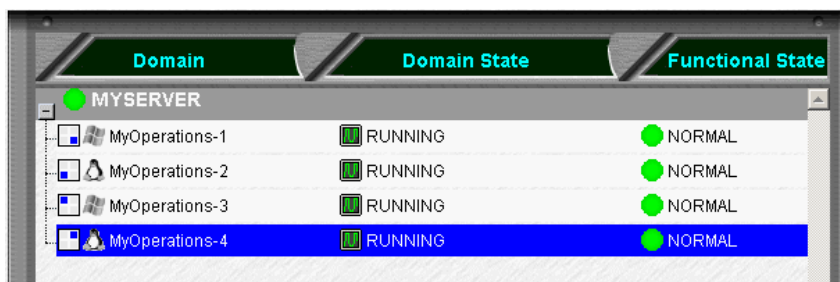 Domain Domain State Functional State
MYSERVER
MyOperations-1 RUNNING NORMAL
MyOperations-2 RUNNING NORMAL
MyOperations-3 RUNNING NORMAL
MyOperations-4 RUNNING NORMAL